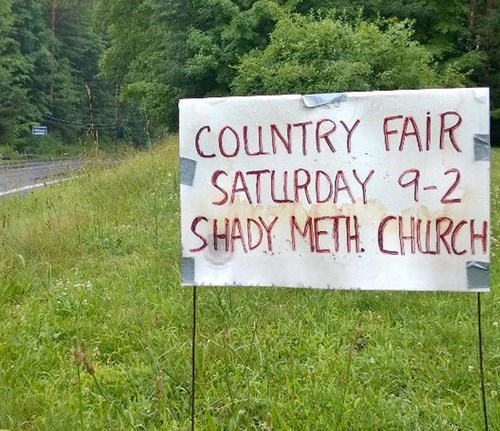 COUNTRY FAIR
SATURDAY 9-2
SHADY METH. CHURCH